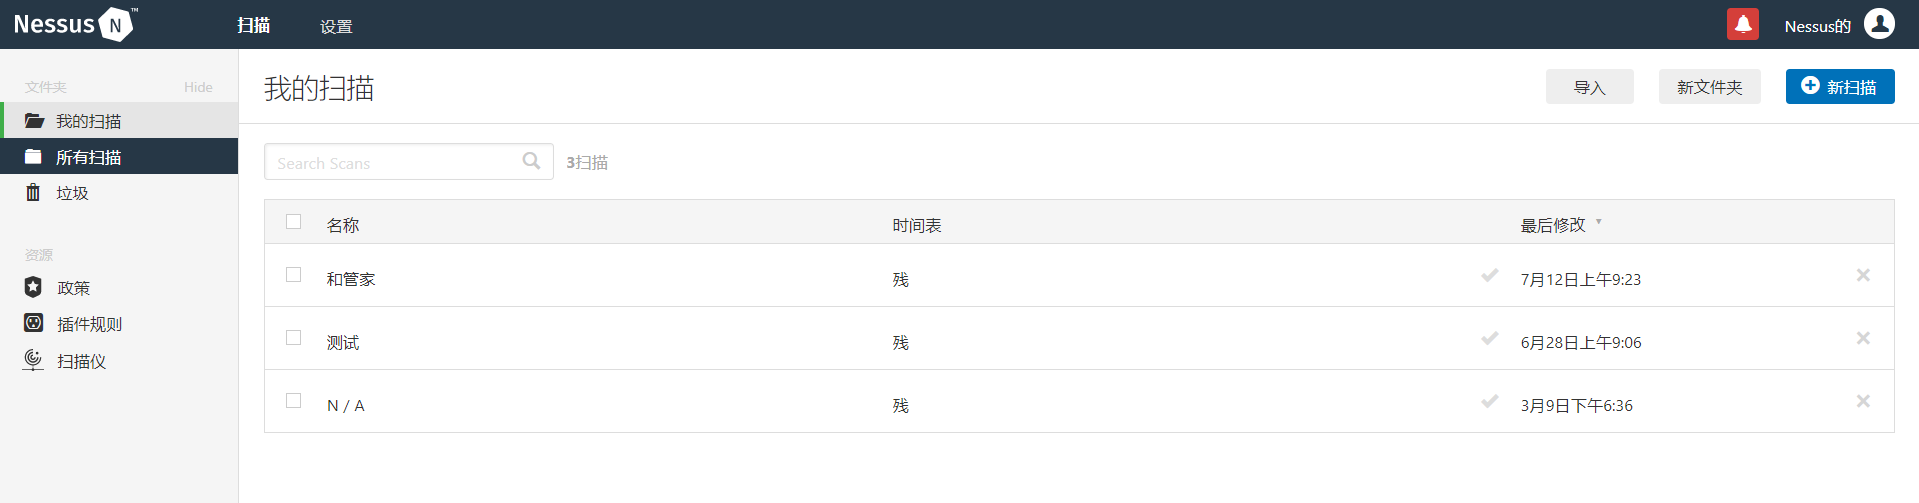 Nessus N ™ 扫描 设置 Nessus的
文件夹 Hide
我的扫描
所有扫描
垃圾
资源
政策
插件规则
扫描仪
我的扫描 导入 新文件夹 新扫描
Search Scans 3扫描
名称 时间表 最后修改
和管家 残 7月12日上午9:23
测试 残 6月28日上午9:06
N / A 残 3月9日下午6:36